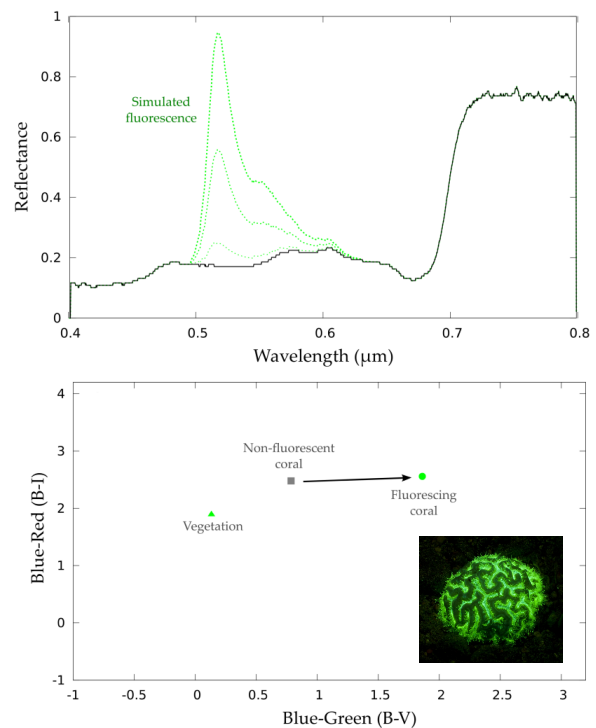 1
0.8
0.6
0.4
0.2
0
Reflectance
Simulated
fluorescence
0.4
0.5
0.6
0.7
0.8
Wavelength (μm)
4
3
2
1
0
-1
Blue-Red (B-I)
Non-fluorescent
coral
Fluorescing
coral
Vegetation
-1
-0.5
0
0.5
1
1.5
2
2.5
3
Blue-Green (B-V)